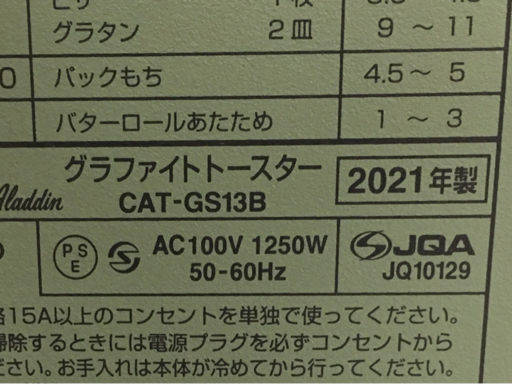 グラタン 2皿 9～11
パックもち 4.5～5
バターロールあたため 1～3
グラファイトトースター
Aladdin CAT-GS13B 2021年製
PS
E
AC100V 1250W
50-60Hz
JQA
JQ10129
格15A以上のコンセントを単独で使ってください。
掃除するときには電源プラグを必ずコンセントから
ださい。お手入れは本体が冷めてから行ってください。